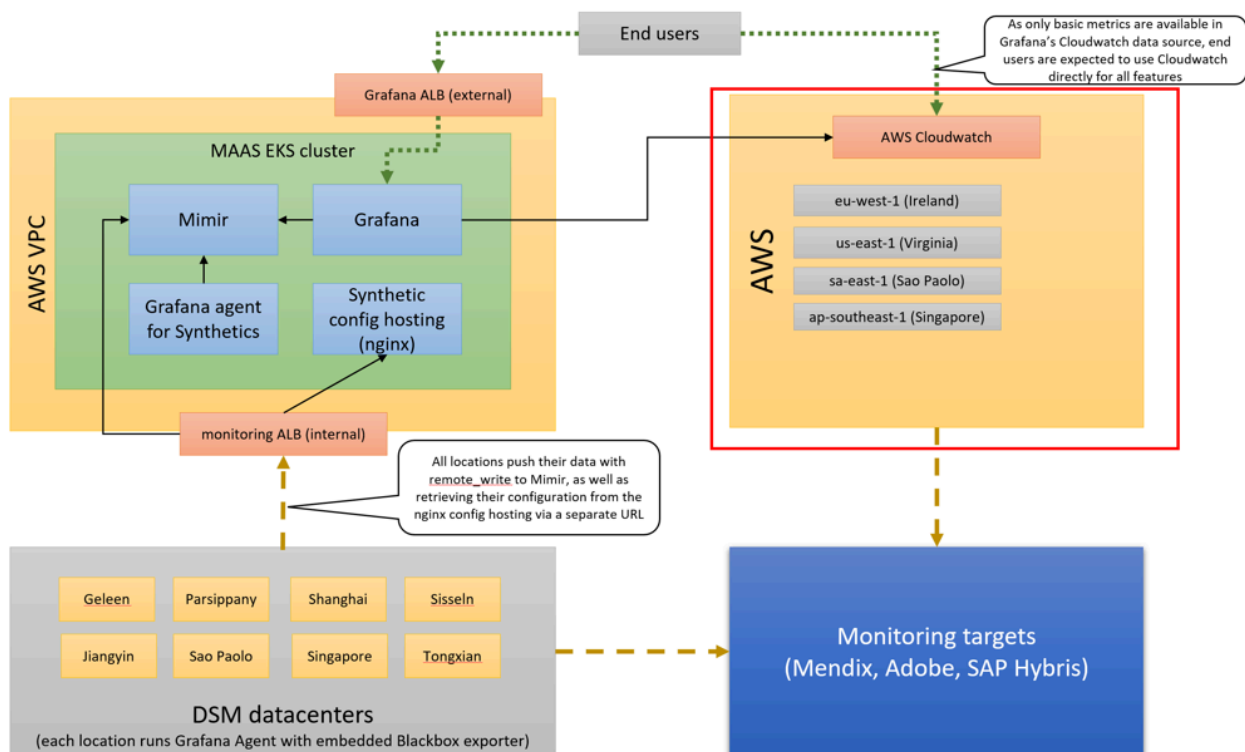 End users
As only basic metrics are available in
Grafana's Cloudwatch data source, end
users are expected to use Cloudwatch
directly for all features
Grafana ALB (external)
AWS VPC
MAAS EKS cluster
Mimir
Grafana
Grafana agent
for Synthetics
Synthetic
config hosting
(nginx)
monitoring ALB (internal)
AWS
AWS Cloudwatch
eu-west-1 (Ireland)
us-east-1 (Virginia)
sa-east-1 (Sao Paolo)
ap-southeast-1 (Singapore)
All locations push their data with
remote_write to Mimir, as well as
retrieving their configuration from the
nginx config hosting via a separate URL
Geleen
Parsippany
Shanghai
Sisseln
Jiangyin
Sao Paolo
Singapore
Tongxian
DSM datacenters
(each location runs Grafana Agent with embedded Blackbox exporter)
Monitoring targets
(Mendix, Adobe, SAP Hybris)